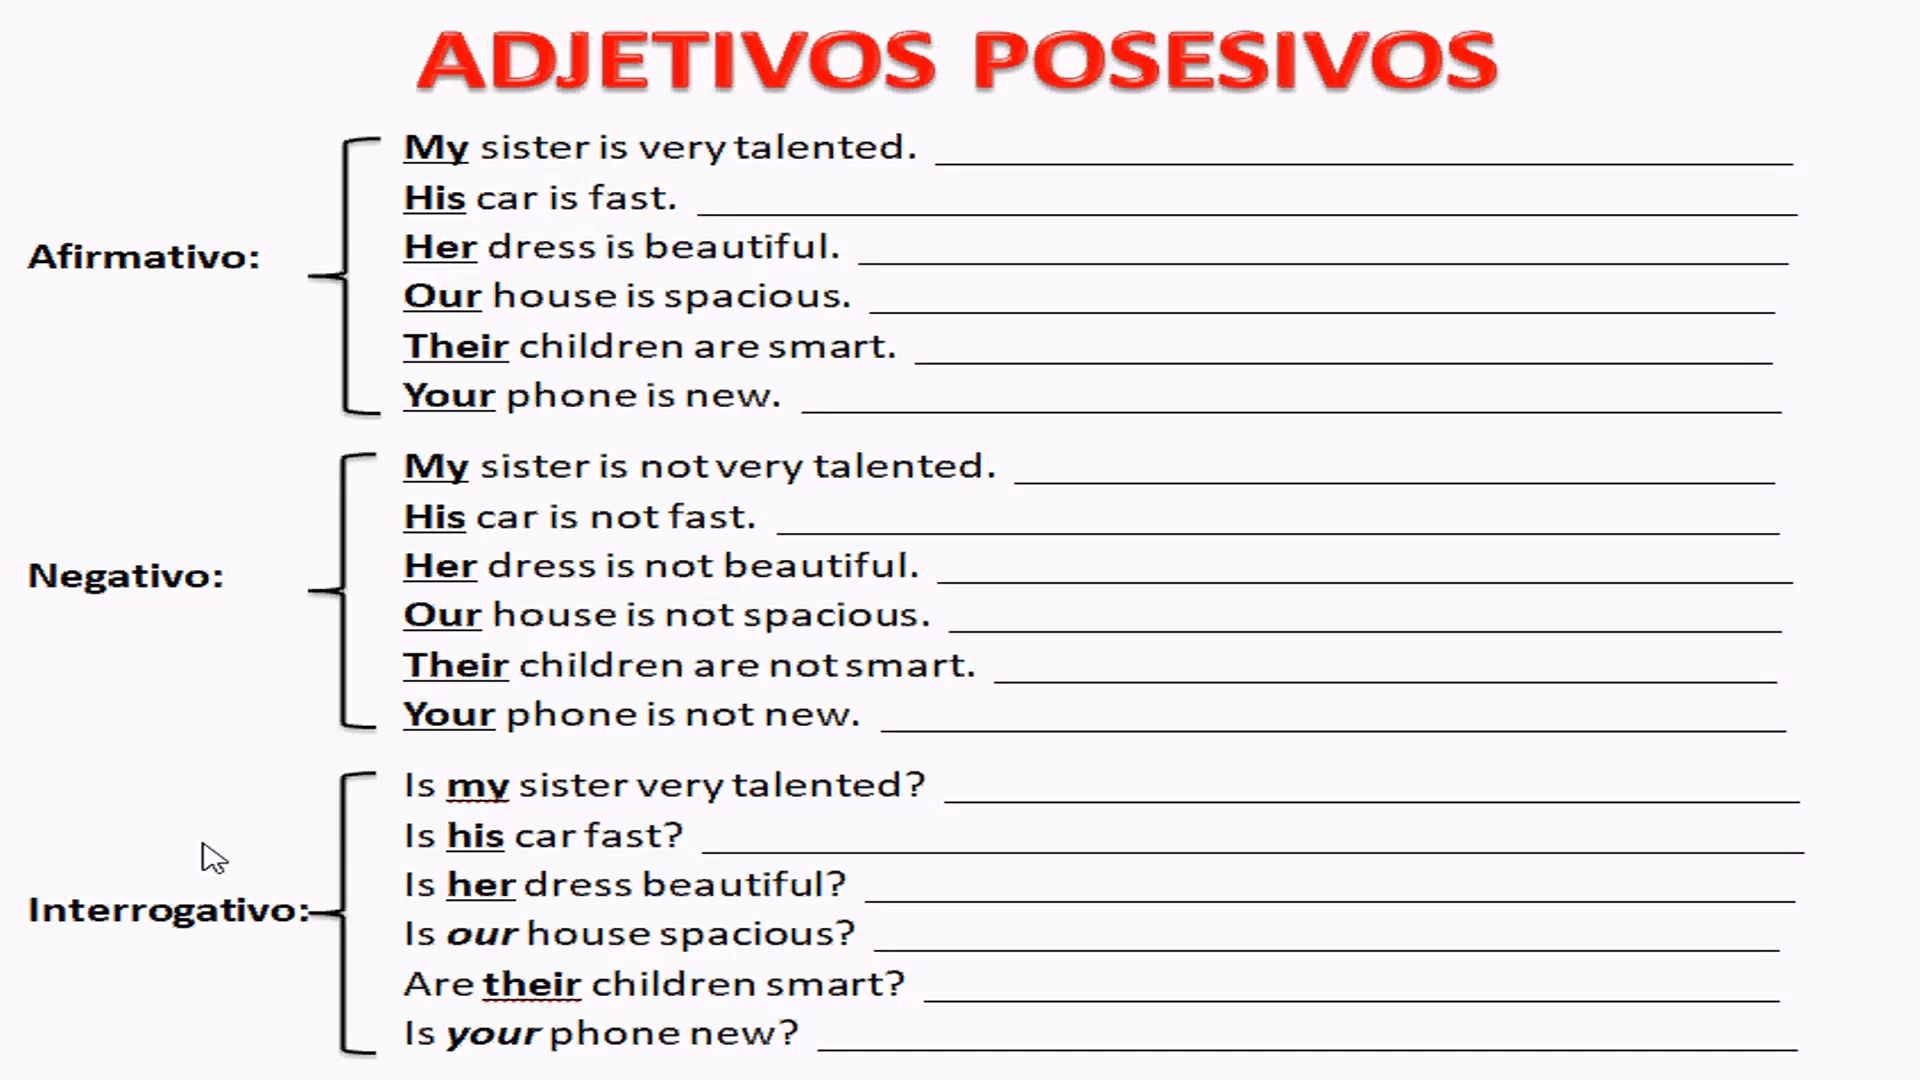 ADJETIVOS POSESIVOS
Afirmativo:
My sister is very talented.
His car is fast.
Her dress is beautiful.
Our house is spacious.
Their children are smart.
Your phone is new.
Negativo:
My sister is not very talented.
His car is not fast.
Her dress is not beautiful.
Our house is not spacious.
Their children are not smart.
Your phone is not new.
Interrogativo:
Is my sister very talented?
Is his car fast?
Is her dress beautiful?
Is our house spacious?
Are their children smart?
Is your phone new?